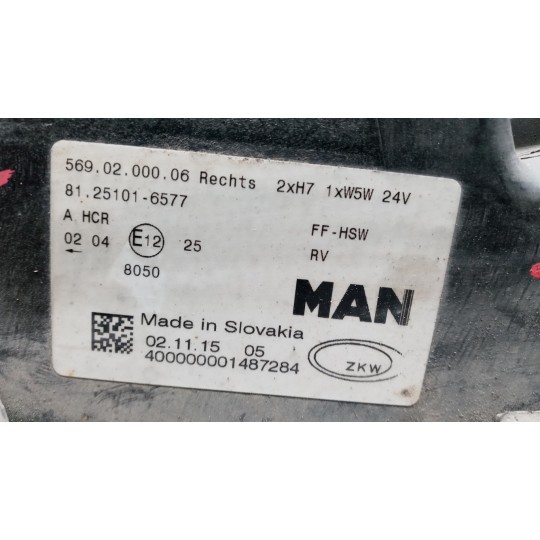 569.02.000.06 Rechts 2xH7 1xW5W 24V
81.25101-6577
A HCR FF-HSW
02 04 E12 25 RV
8050
MAN
Made in Slovakia
02.11.15 05
400000001487284
ZKW